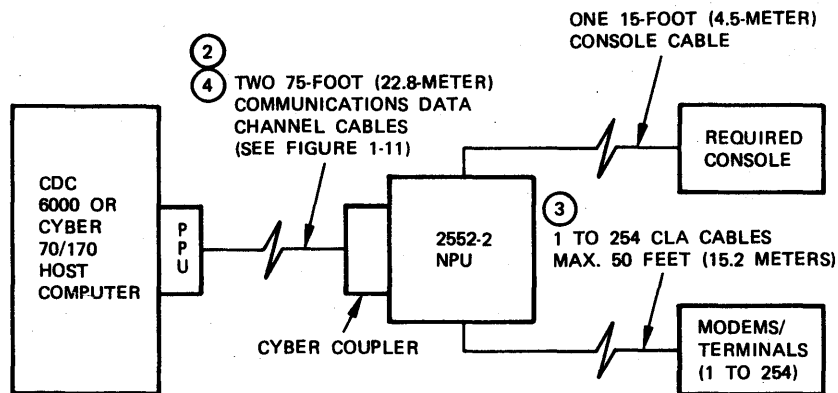 ONE 15-FOOT (4.5-METER)
CONSOLE CABLE
2
4
TWO 75-FOOT (22.8-METER)
COMMUNICATIONS DATA
CHANNEL CABLES
(SEE FIGURE 1-11)
REQUIRED
CONSOLE
CDC
6000 OR
CYBER
70/170
HOST
COMPUTER
P
P
U
2552-2
NPU
3
1 TO 254 CLA CABLES
MAX. 50 FEET (15.2 METERS)
CYBER COUPLER
MODEMS/
TERMINALS
(1 TO 254)